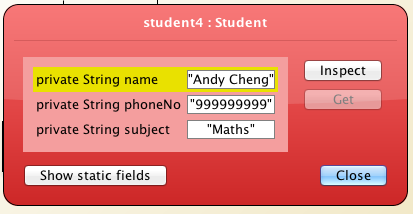 student4 : Student
private String name "Andy Cheng"
private String phoneNo "999999999"
private String subject "Maths"
Inspect
Get
Show static fields
Close